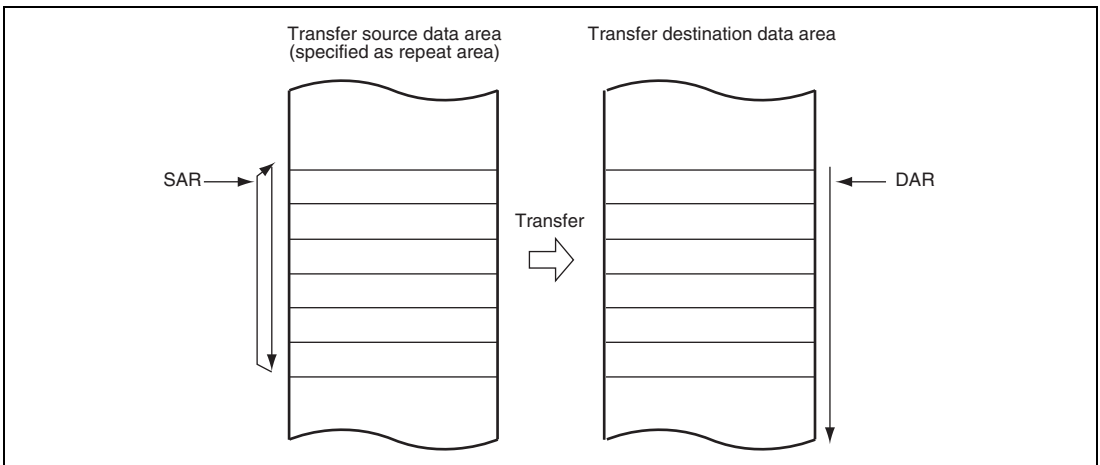 Transfer source data area
(specified as repeat area)
Transfer destination data area
SAR
Transfer
DAR